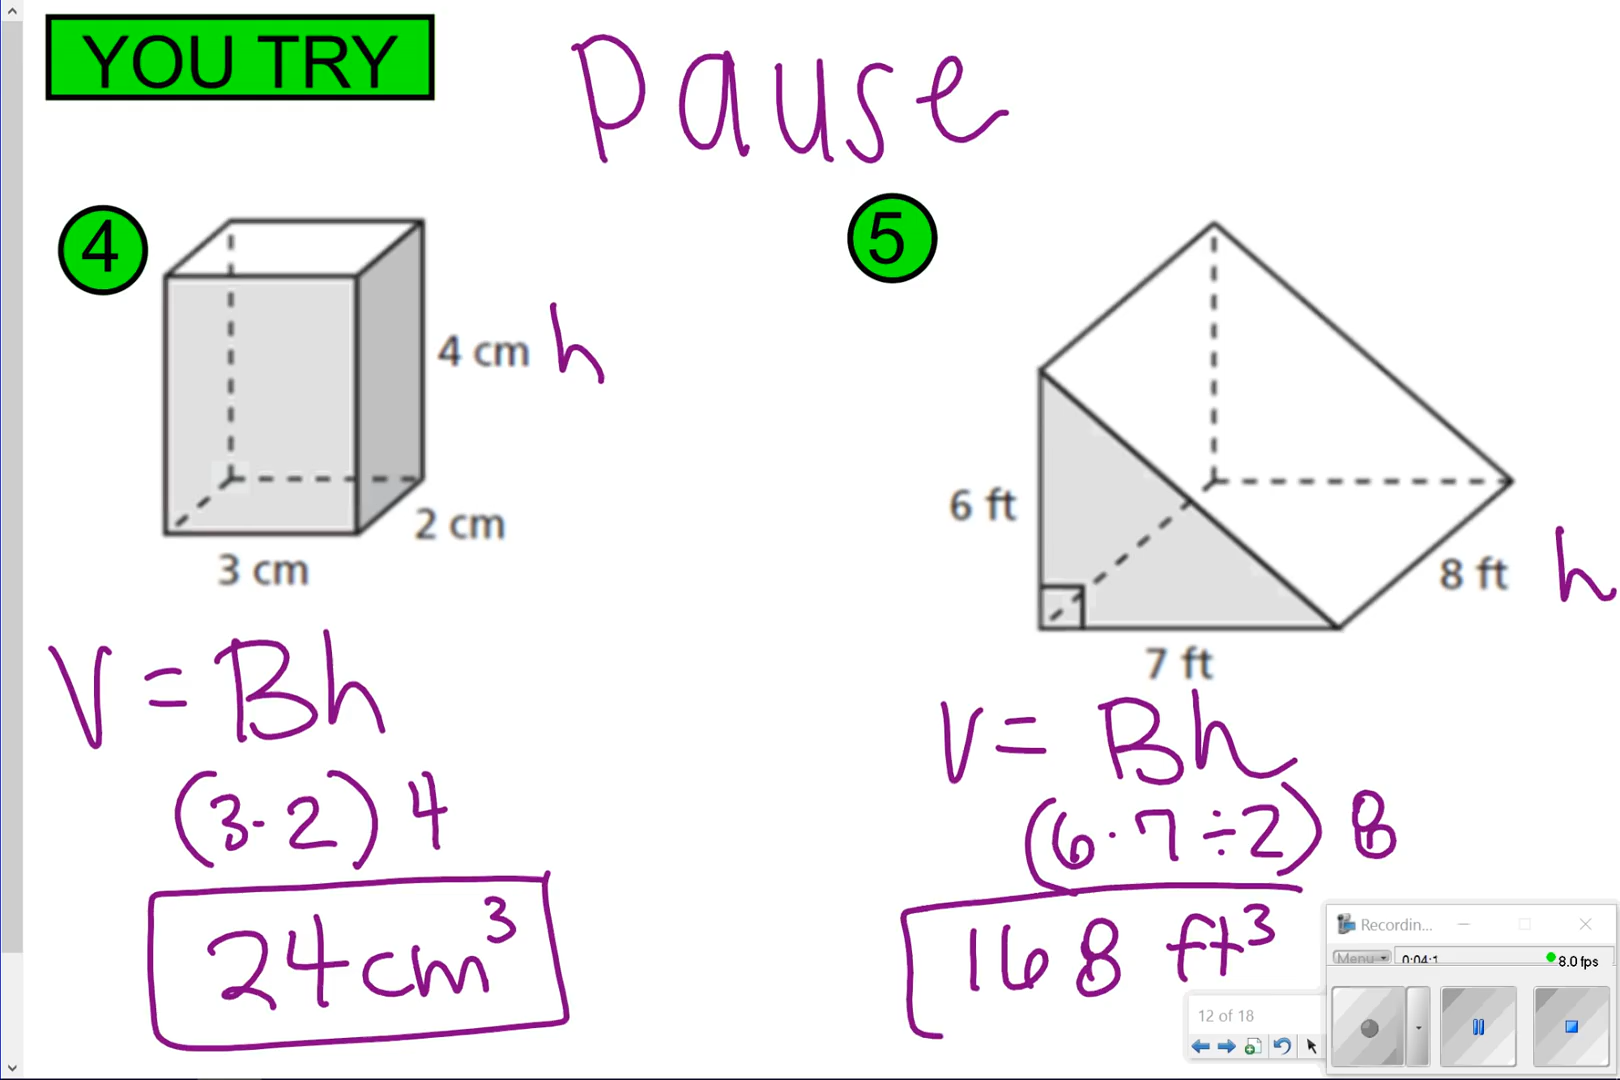 YOU TRY
Pause
4
4 cm h
2 cm
3 cm
V = Bh
(3 · 2) 4
24 cm³
5
6 ft
8 ft h
7 ft
V = Bh
(6 · 7 ÷ 2) 8
168 ft³
Recordin...
Menu 0:04:1 8.0 fps
12 of 18